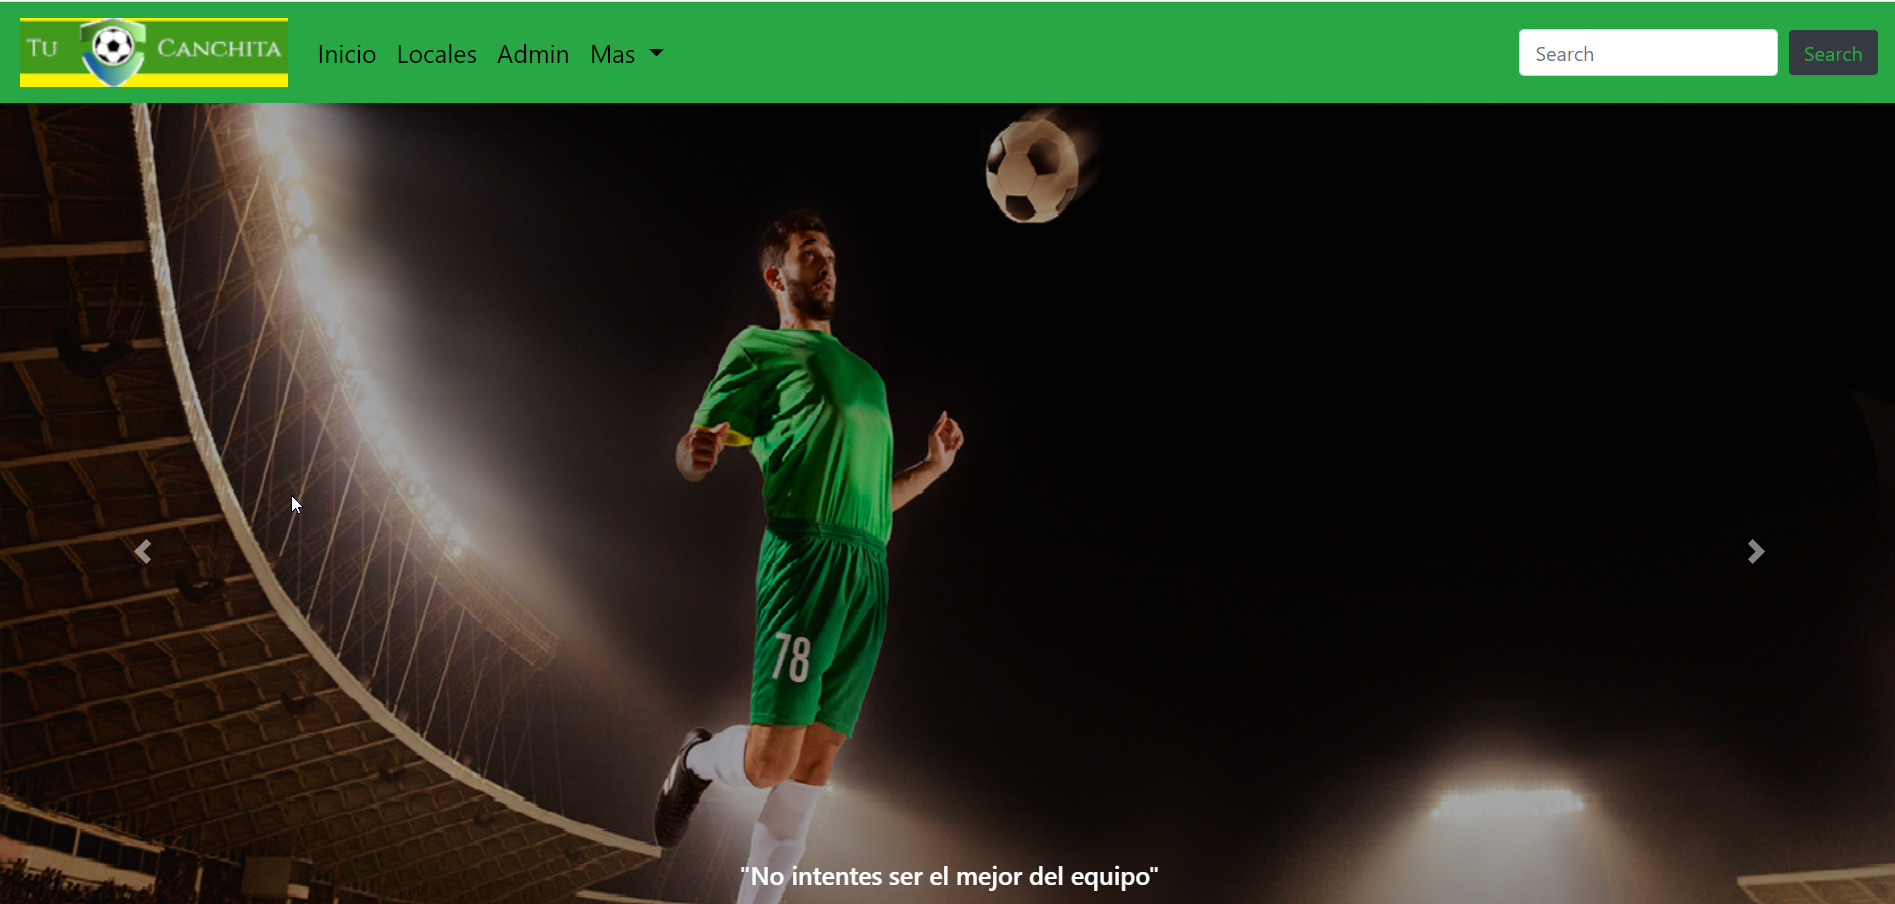 TU CANCHITA
Inicio Locales Admin Mas
Search
Search
78
"No intentes ser el mejor del equipo"